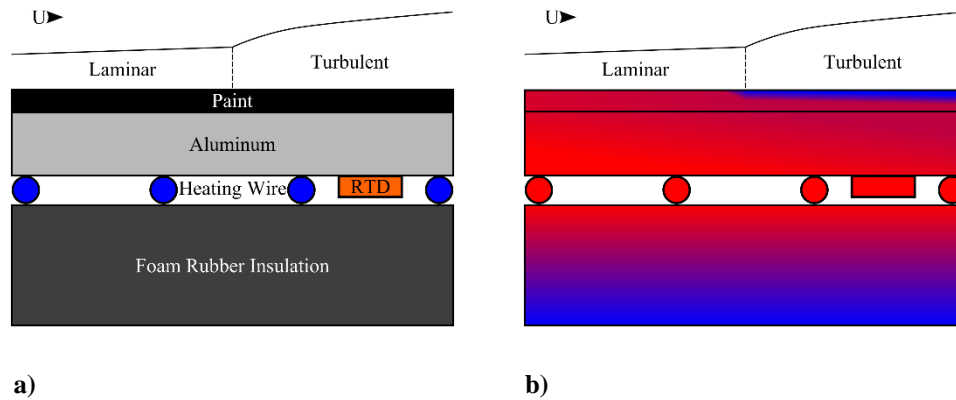 U
Laminar
Turbulent
Paint
Aluminum
Heating Wire
RTD
Foam Rubber Insulation
a)
U
Laminar
Turbulent
b)